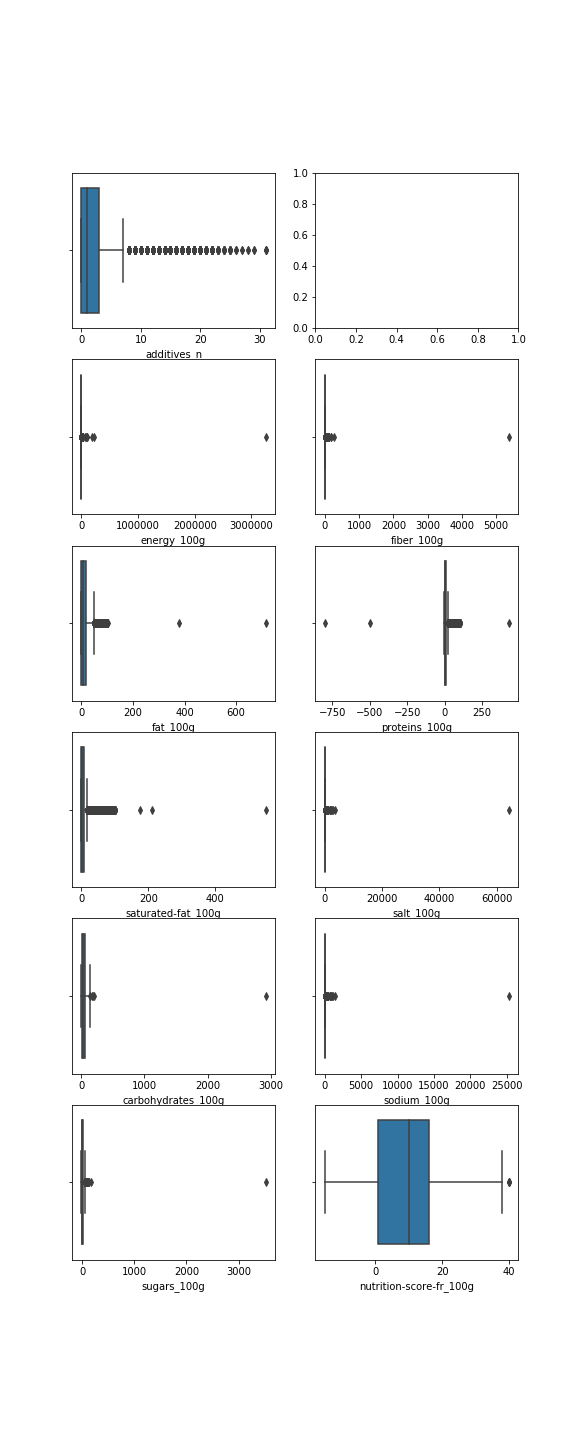 1.0
0.8
0.6
0.4
0.2
0.0
0 10 20 30 0.0 0.2 0.4 0.6 0.8 1.0
additives_n
0 1000000 2000000 3000000 0 1000 2000 3000 4000 5000
energy_100g fiber_100g
0 200 400 600 −750 −500 −250 0 250
fat_100g proteins_100g
0 200 400 0 20000 40000 60000
saturated-fat_100g salt_100g
0 1000 2000 3000 0 5000 10000 15000 20000 25000
carbohydrates_100g sodium_100g
0 1000 2000 3000 0 20 40
sugars_100g nutrition-score-fr_100g